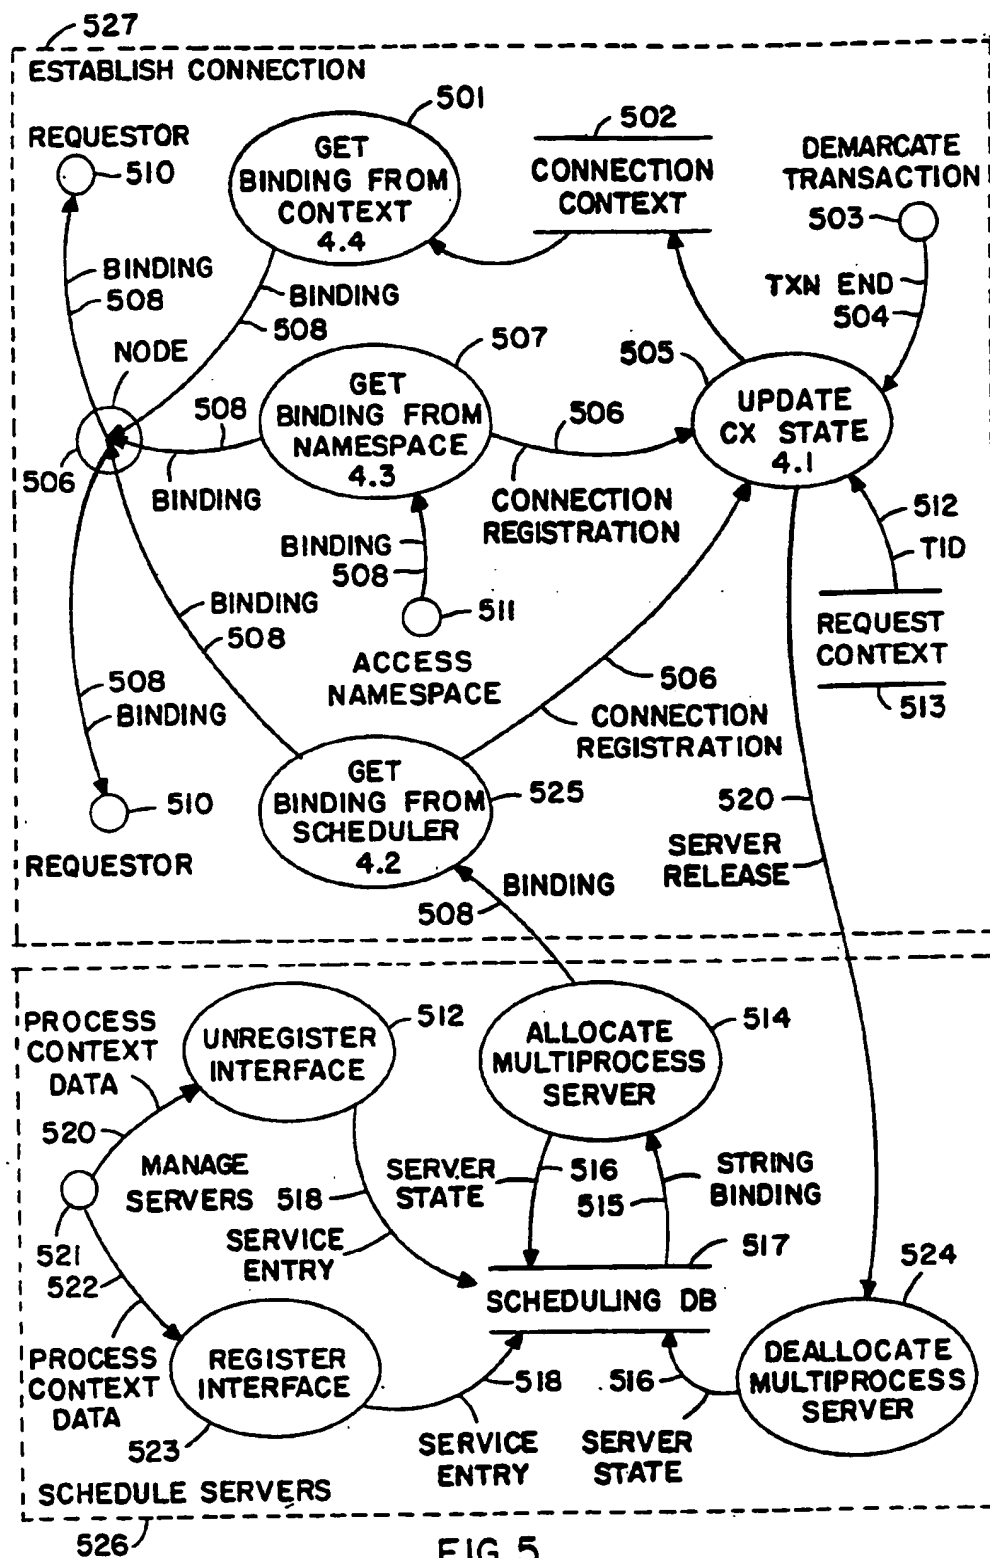 527
ESTABLISH CONNECTION
REQUESTOR
510
501
GET
BINDING FROM
CONTEXT
4.4
502
CONNECTION
CONTEXT
DEMARCATE
TRANSACTION
503
TXN END
504
BINDING
508
BINDING
508
NODE
506
508
BINDING
507
GET
BINDING FROM
NAMESPACE
4.3
506
CONNECTION
REGISTRATION
505
UPDATE
CX STATE
4.1
512
TID
REQUEST
CONTEXT
513
BINDING
508
511
ACCESS
NAMESPACE
BINDING
508
508
BINDING
510
REQUESTOR
506
CONNECTION
REGISTRATION
GET
BINDING FROM
SCHEDULER
4.2
525
520
SERVER
RELEASE
BINDING
508
PROCESS
CONTEXT
DATA
520
UNREGISTER
INTERFACE
512
ALLOCATE
MULTIPROCESS
SERVER
514
MANAGE
SERVERS
518
SERVICE
ENTRY
SERVER
STATE
516
515
STRING
BINDING
517
SCHEDULING DB
521
522
PROCESS
CONTEXT
DATA
REGISTER
INTERFACE
523
518
SERVICE
ENTRY
516
SERVER
STATE
524
DEALLOCATE
MULTIPROCESS
SERVER
SCHEDULE SERVERS
526
FIG 5